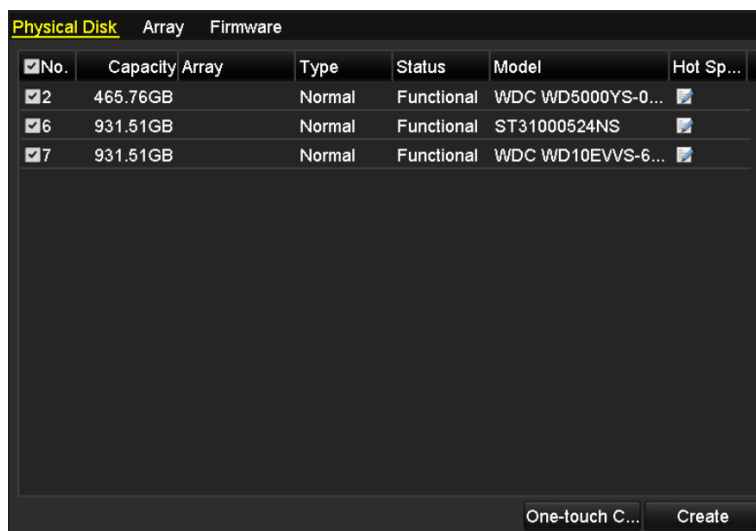 Physical Disk Array Firmware
No. Capacity Array Type Status Model Hot Sp...
2 465.76GB Normal Functional WDC WD5000YS-0...
6 931.51GB Normal Functional ST31000524NS
7 931.51GB Normal Functional WDC WD10EVVS-6...
One-touch C... Create